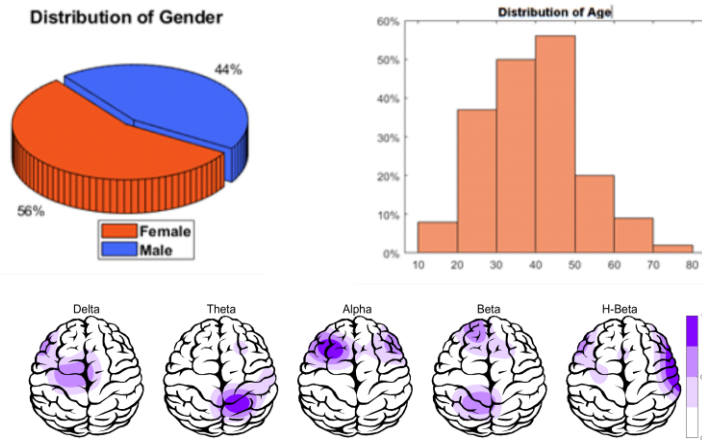 Distribution of Gender
44%
56%
Female
Male
Distribution of Age
60%
50%
40%
30%
20%
10%
0%
10 20 30 40 50 60 70 80
Delta Theta Alpha Beta H-Beta